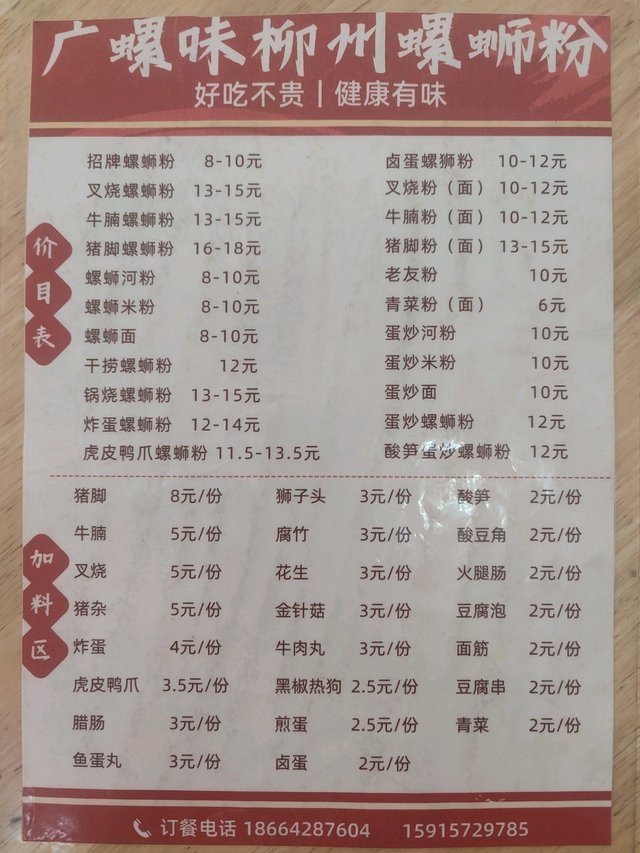 广螺味柳州螺蛳粉
好吃不贵 | 健康有味
价目表
招牌螺蛳粉 8-10元
叉烧螺蛳粉 13-15元
牛腩螺蛳粉 13-15元
猪脚螺蛳粉 16-18元
螺蛳河粉 8-10元
螺蛳米粉 8-10元
螺蛳面 8-10元
干捞螺蛳粉 12元
锅烧螺蛳粉 13-15元
炸蛋螺蛳粉 12-14元
虎皮鸭爪螺蛳粉 11.5-13.5元
卤蛋螺狮粉 10-12元
叉烧粉（面） 10-12元
牛腩粉（面） 10-12元
猪脚粉（面） 13-15元
老友粉 10元
青菜粉（面） 6元
蛋炒河粉 10元
蛋炒米粉 10元
蛋炒面 10元
蛋炒螺蛳粉 12元
酸笋蛋炒螺蛳粉 12元
加料区
猪脚 8元/份
牛腩 5元/份
叉烧 5元/份
猪杂 5元/份
炸蛋 4元/份
虎皮鸭爪 3.5元/份
腊肠 3元/份
鱼蛋丸 3元/份
狮子头 3元/份
腐竹 3元/份
花生 3元/份
金针菇 3元/份
牛肉丸 3元/份
黑椒热狗 2.5元/份
煎蛋 2.5元/份
卤蛋 2元/份
酸笋 2元/份
酸豆角 2元/份
火腿肠 2元/份
豆腐泡 2元/份
面筋 2元/份
豆腐串 2元/份
青菜 2元/份
订餐电话 18664287604 15915729785